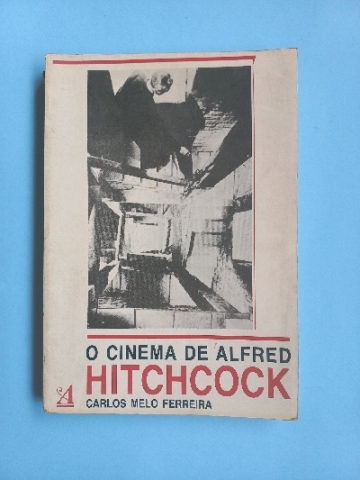 O CINEMA DE ALFRED
HITCHCOCK
CARLOS MELO FERREIRA